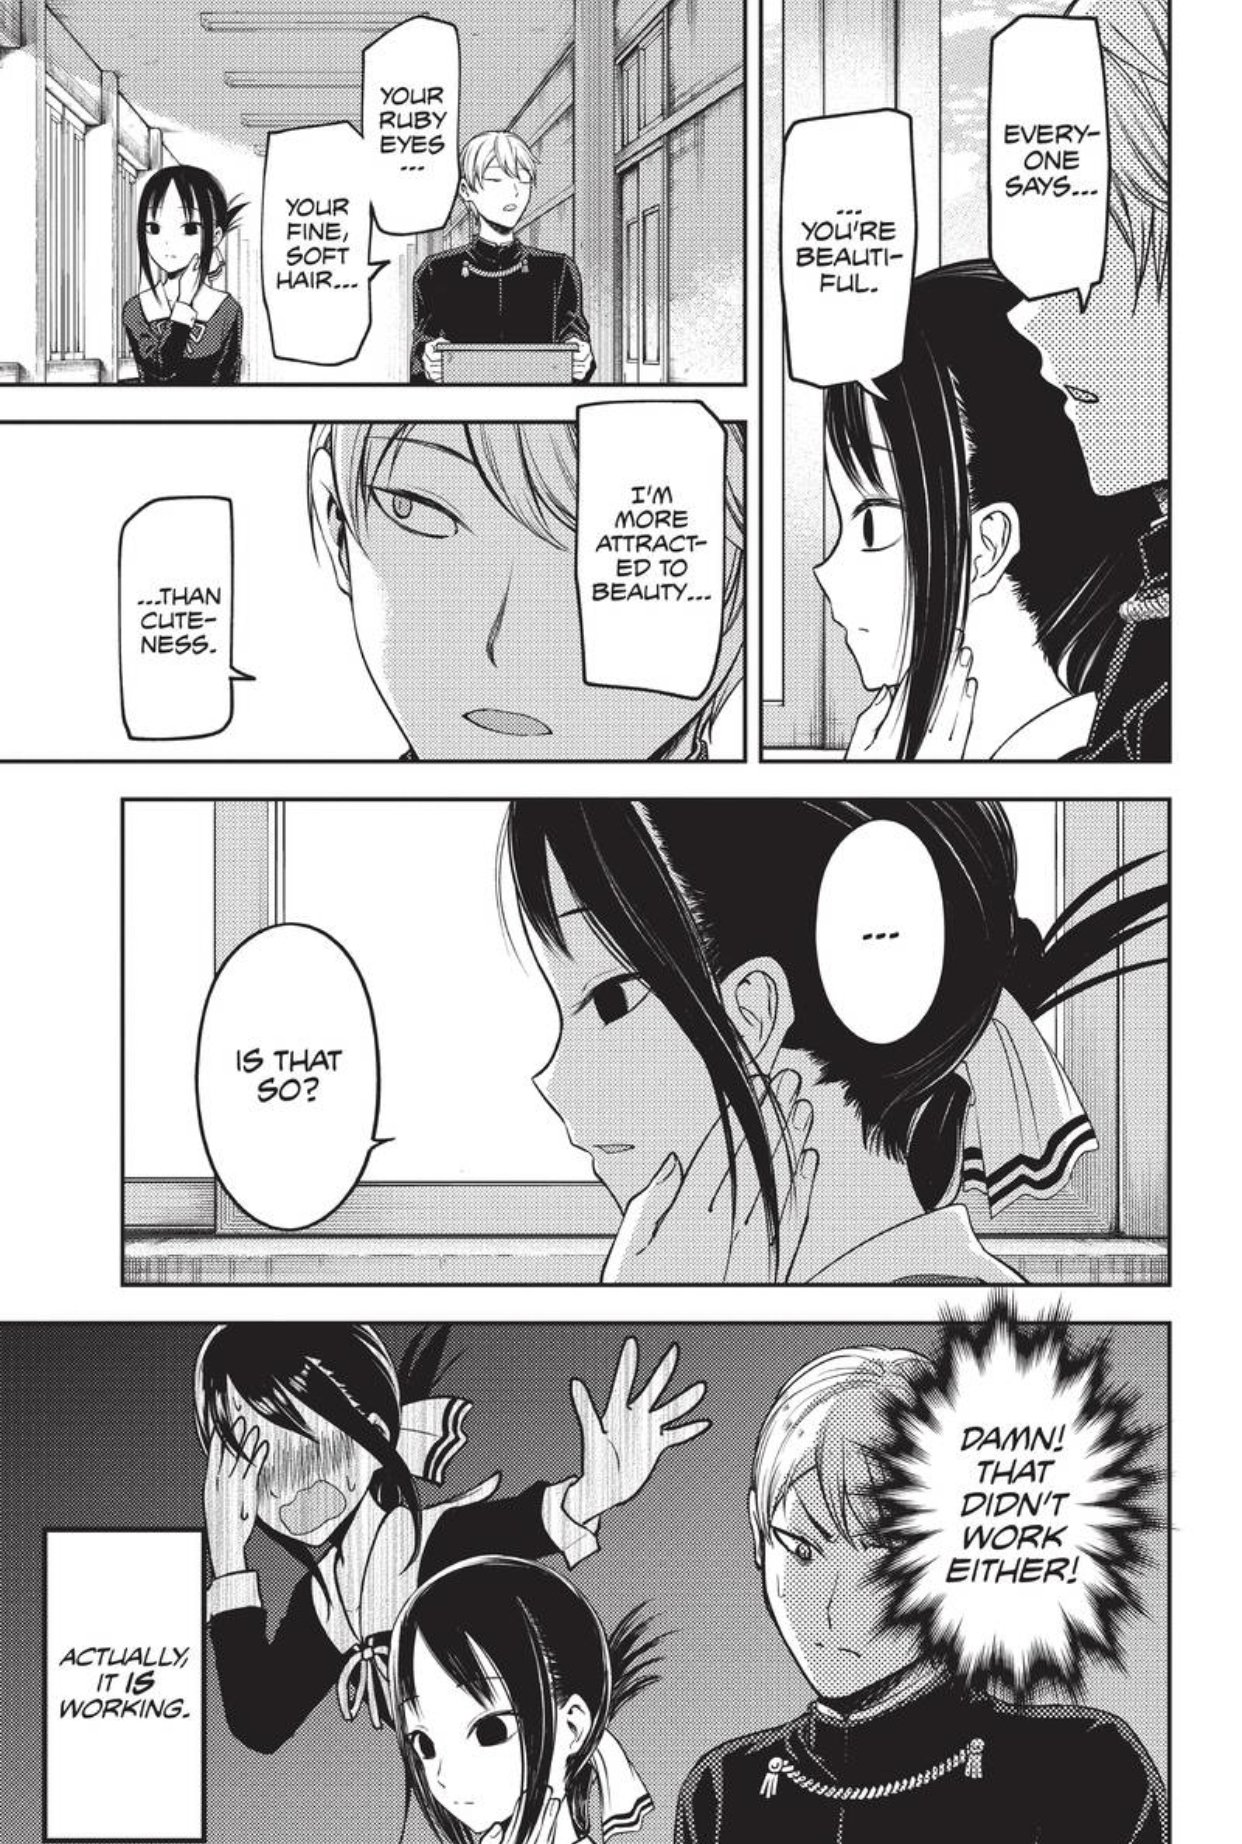 EVERY-
ONE
SAYS...
...
YOU'RE
BEAUTI-
FUL.
YOUR
RUBY
EYES
...
YOUR
FINE,
SOFT
HAIR...
I'M
MORE
ATTRACT-
ED TO
BEAUTY...
...THAN
CUTE-
NESS.
...
IS THAT
SO?
DAMN!
THAT
DIDN'T
WORK
EITHER!
ACTUALLY,
IT IS
WORKING.